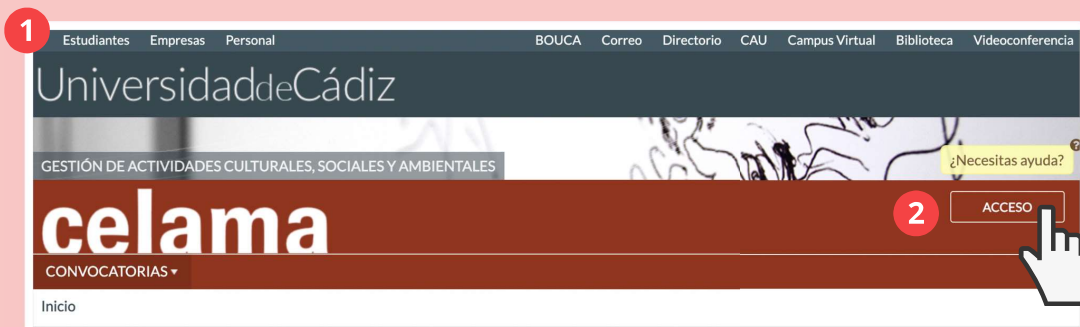 1
Estudiantes Empresas Personal BOUCA Correo Directorio CAU Campus Virtual Biblioteca Videoconferencia
UniversidaddeCádiz
GESTIÓN DE ACTIVIDADES CULTURALES, SOCIALES Y AMBIENTALES
¿Necesitas ayuda?
?
celama
2
ACCESO
CONVOCATORIAS
Inicio